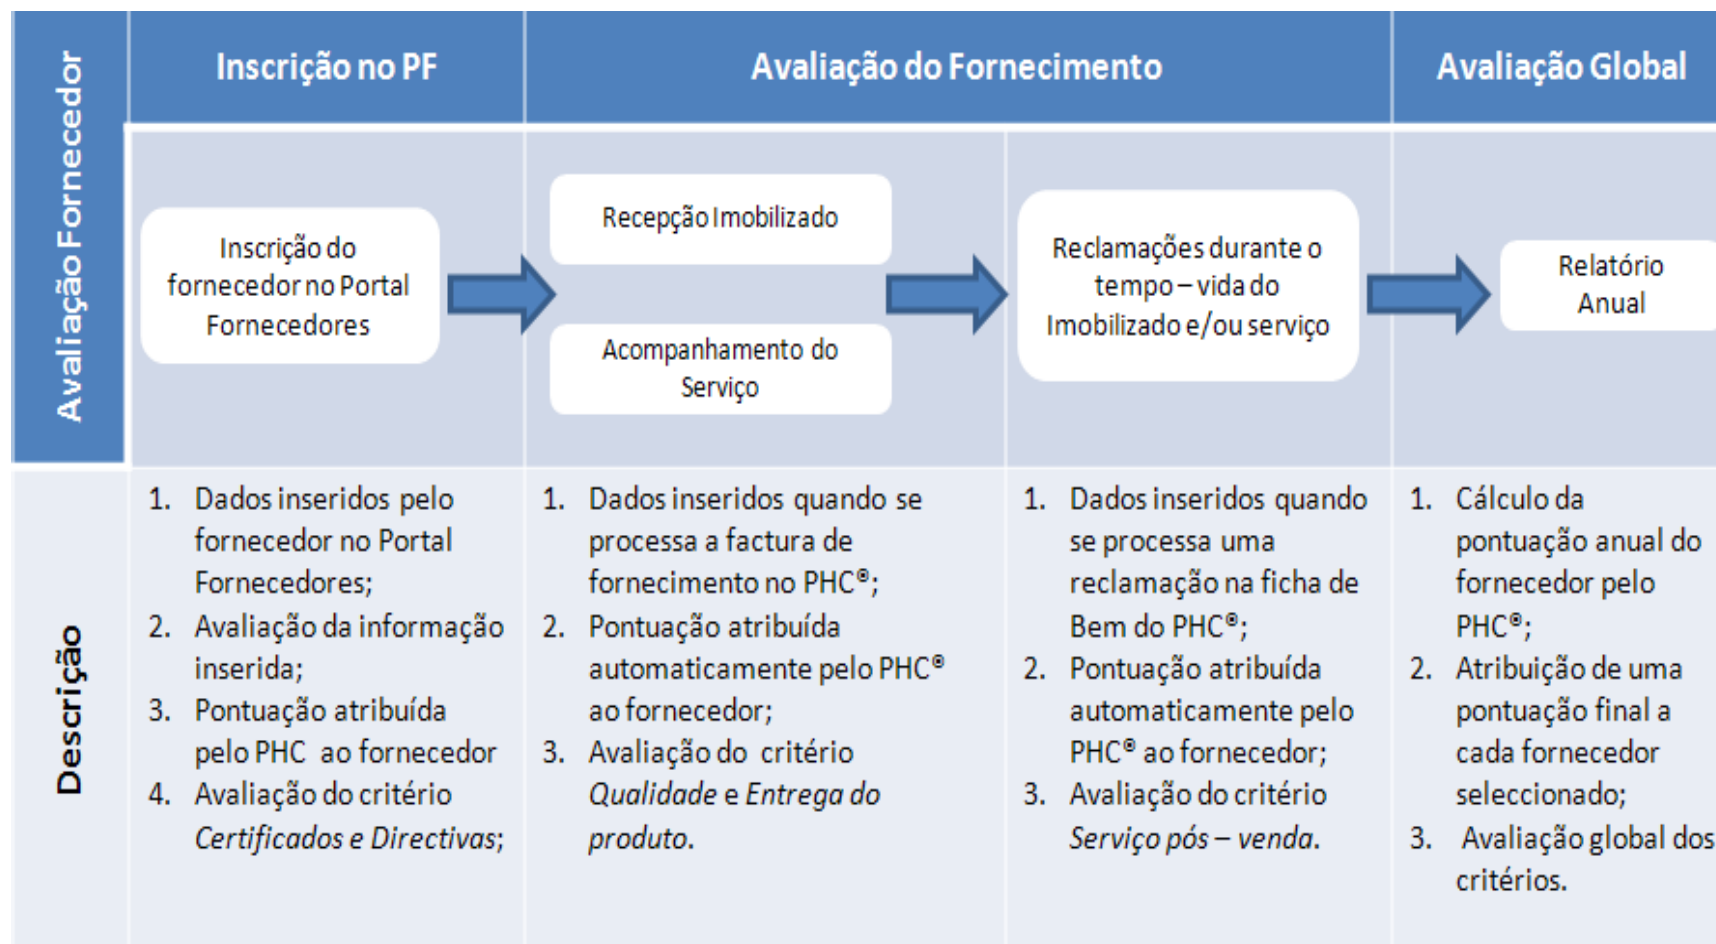 Avaliação Fornecedor
Inscrição no PF
Avaliação do Fornecimento
Avaliação Global
Inscrição do
fornecedor no Portal
Fornecedores
Recepção Imobilizado
Acompanhamento do
Serviço
Reclamações durante o
tempo – vida do
Imobilizado e/ou serviço
Relatório
Anual
Descrição
1. Dados inseridos pelo
fornecedor no Portal
Fornecedores;
2. Avaliação da informação
inserida;
3. Pontuação atribuída
pelo PHC ao fornecedor
4. Avaliação do critério
Certificados e Directivas;
1. Dados inseridos quando se
processa a factura de
fornecimento no PHC®;
2. Pontuação atribuída
automaticamente pelo PHC®
ao fornecedor;
3. Avaliação do critério
Qualidade e Entrega do
produto.
1. Dados inseridos quando
se processa uma
reclamação na ficha de
Bem do PHC®;
2. Pontuação atribuída
automaticamente pelo
PHC® ao fornecedor;
3. Avaliação do critério
Serviço pós – venda.
1. Cálculo da
pontuação anual do
fornecedor pelo
PHC®;
2. Atribuição de uma
pontuação final a
cada fornecedor
seleccionado;
3. Avaliação global dos
critérios.